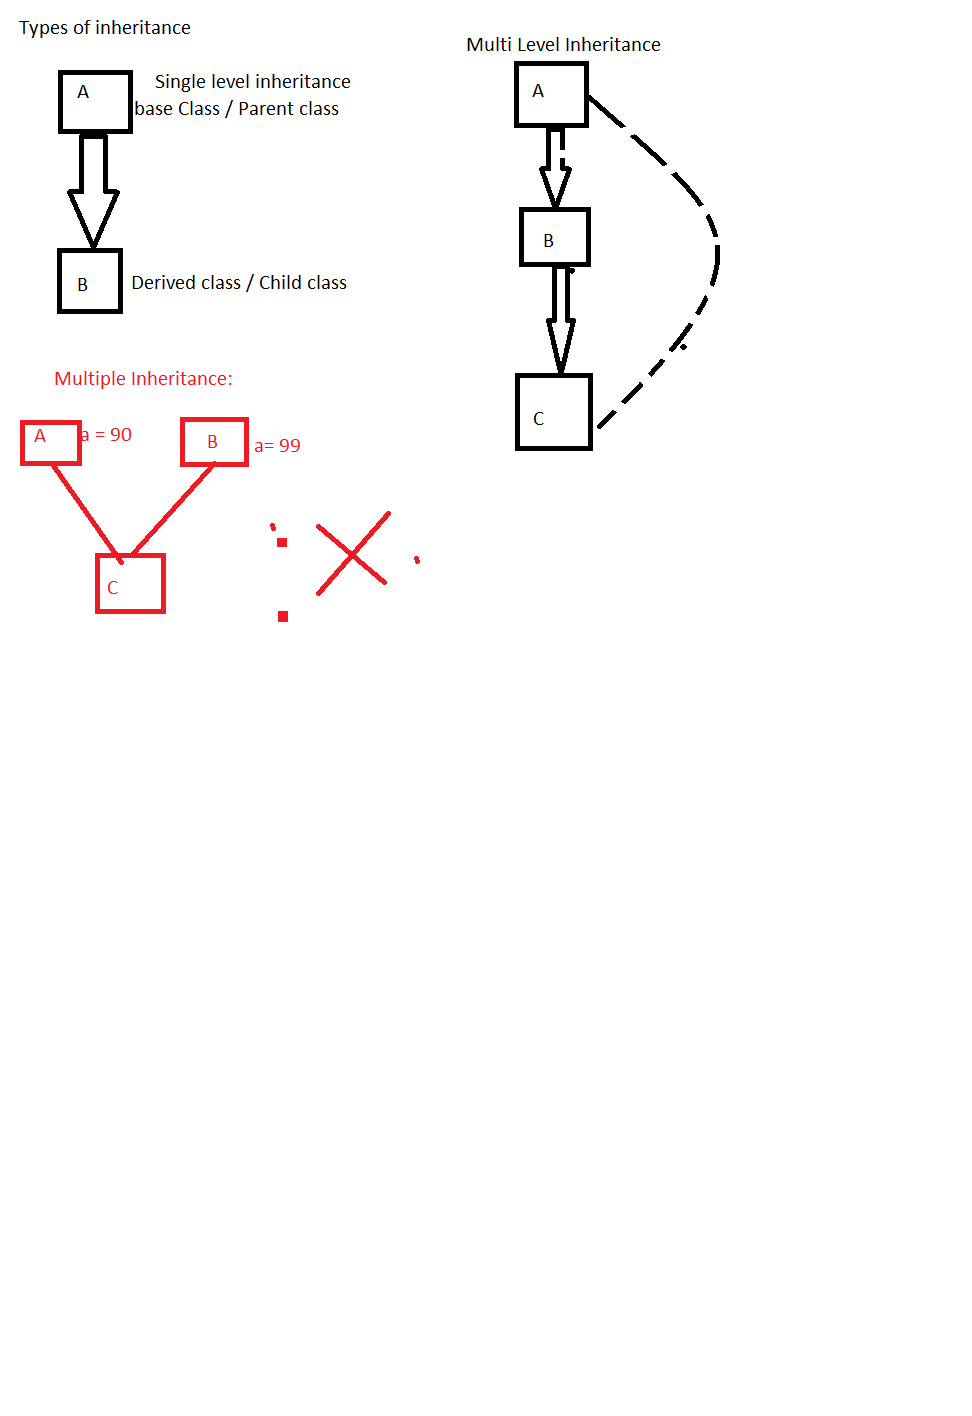 Types of inheritance
A
Single level inheritance
base Class / Parent class
B
Derived class / Child class
Multi Level Inheritance
A
B
C
Multiple Inheritance:
A
a = 90
B
a= 99
C